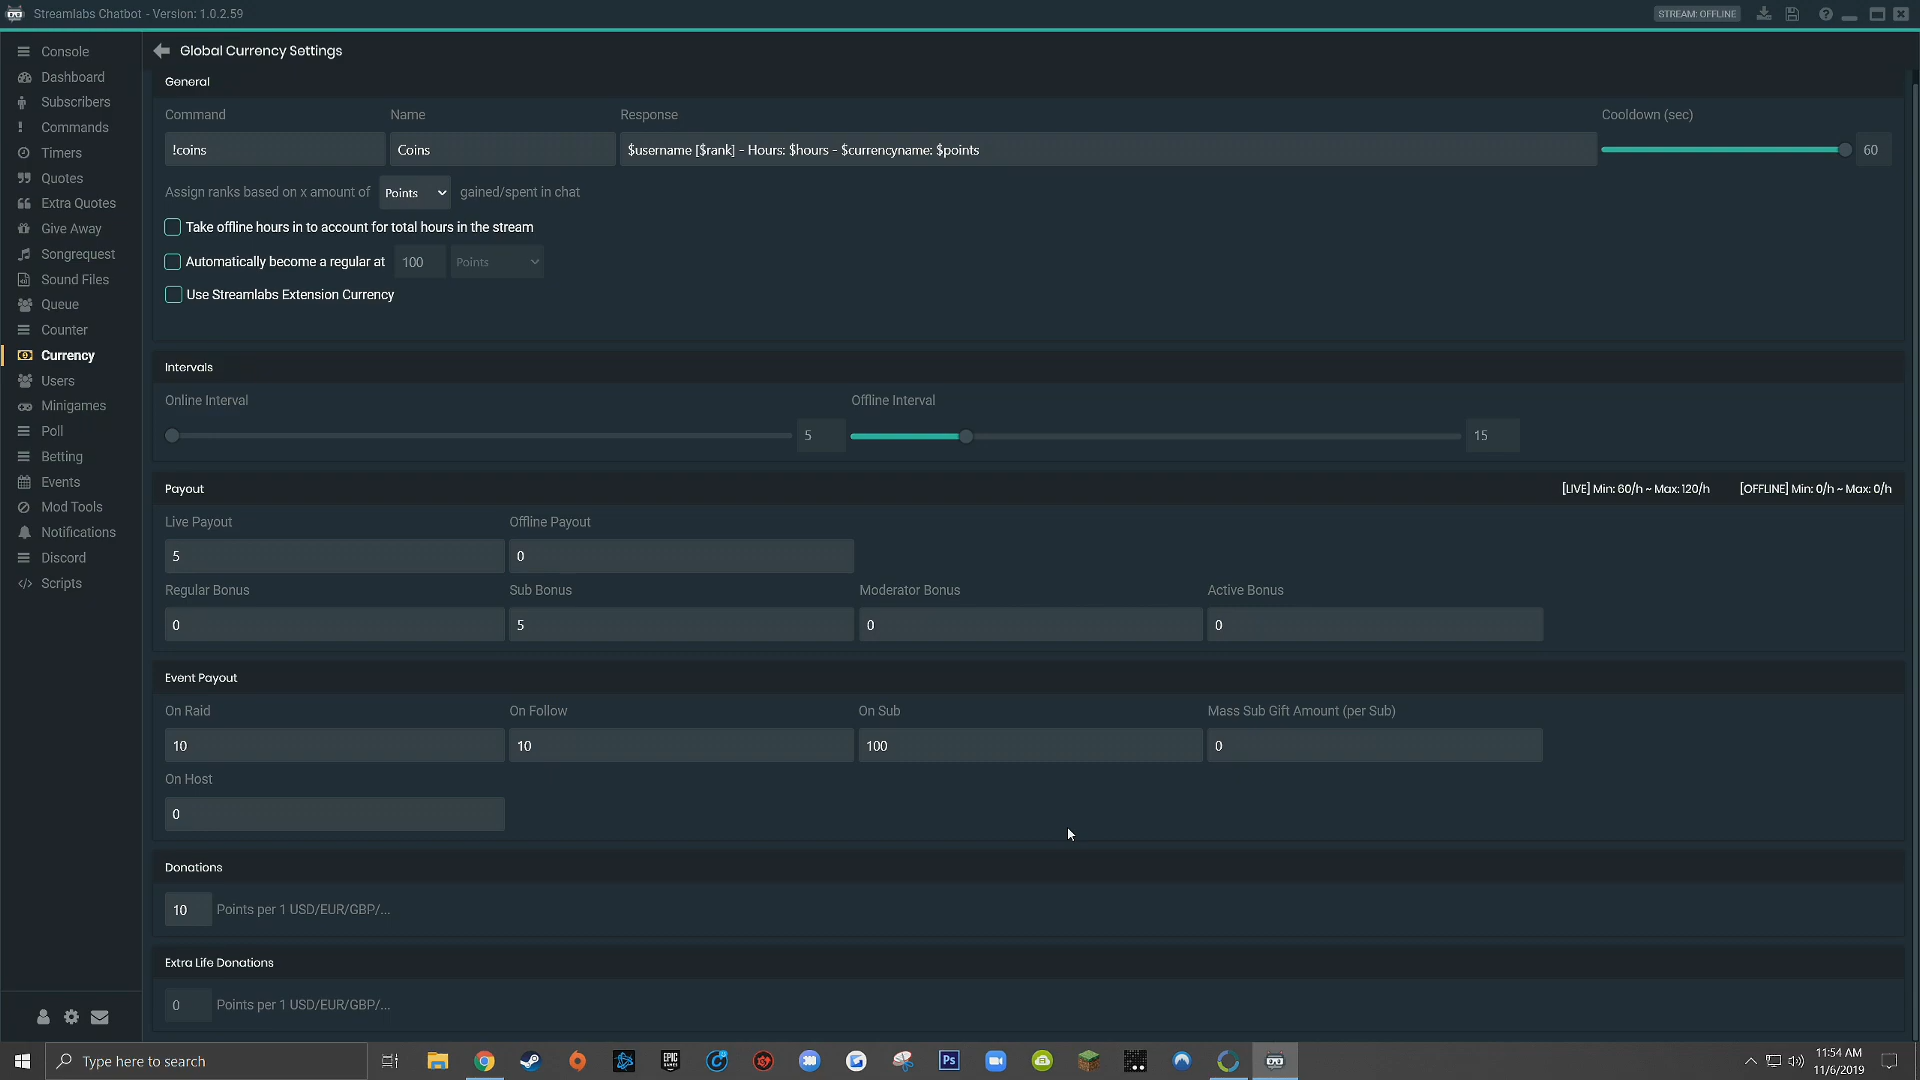 Streamlabs Chatbot - Version: 1.0.2.59
STREAM: OFFLINE
Console
Dashboard
Subscribers
Commands
Timers
Quotes
Extra Quotes
Give Away
Songrequest
Sound Files
Queue
Counter
Currency
Users
Minigames
Poll
Betting
Events
Mod Tools
Notifications
Discord
Scripts
Global Currency Settings
General
Command Name Response Cooldown (sec)
!coins Coins $username [$rank] - Hours: $hours - $currencyname: $points 60
Assign ranks based on x amount of Points gained/spent in chat
Take offline hours in to account for total hours in the stream
Automatically become a regular at 100 Points
Use Streamlabs Extension Currency
Intervals
Online Interval Offline Interval
5 15
Payout [LIVE] Min: 60/h ~ Max: 120/h [OFFLINE] Min: 0/h ~ Max: 0/h
Live Payout Offline Payout
5 0
Regular Bonus Sub Bonus Moderator Bonus Active Bonus
0 5 0 0
Event Payout
On Raid On Follow On Sub Mass Sub Gift Amount (per Sub)
10 10 100 0
On Host
0
Donations
10 Points per 1 USD/EUR/GBP/...
Extra Life Donations
0 Points per 1 USD/EUR/GBP/...
Type here to search
EPIC GAMES
Ps
11:54 AM
11/6/2019